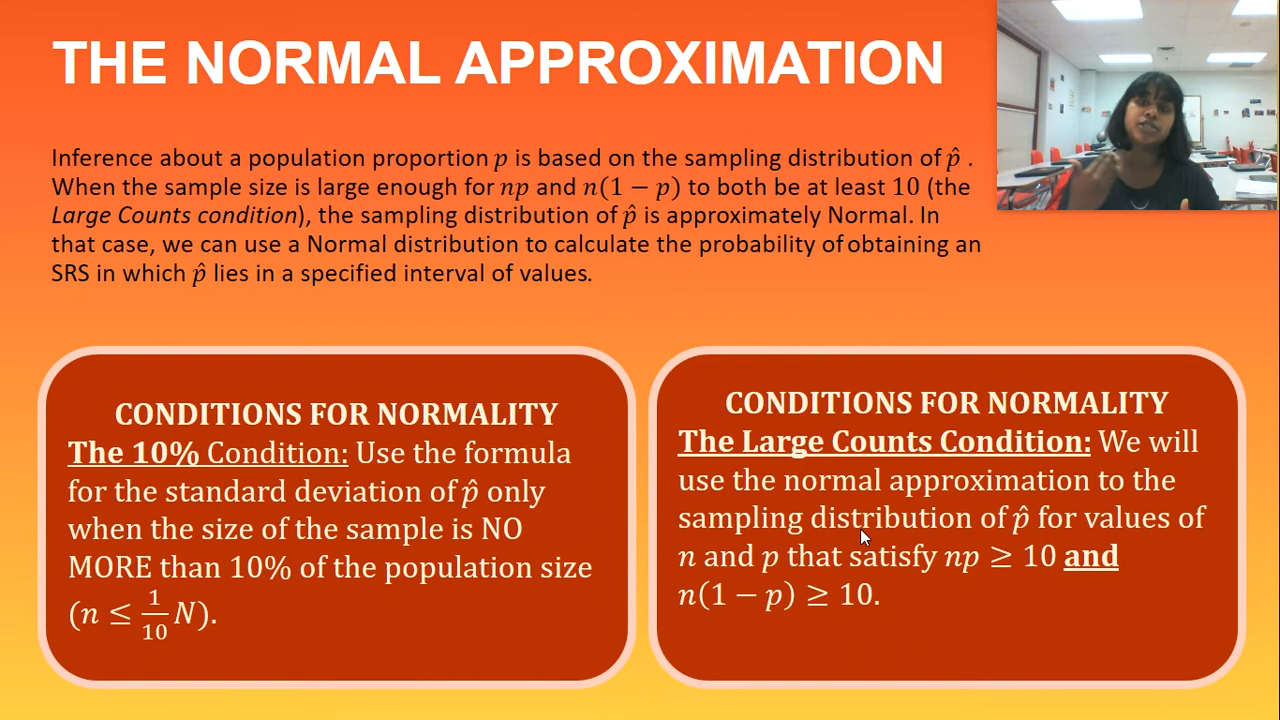 THE NORMAL APPROXIMATION
Inference about a population proportion p is based on the sampling distribution of p̂ .
When the sample size is large enough for np and n(1 − p) to both be at least 10 (the
Large Counts condition), the sampling distribution of p̂ is approximately Normal. In
that case, we can use a Normal distribution to calculate the probability of obtaining an
SRS in which p̂ lies in a specified interval of values.
CONDITIONS FOR NORMALITY
The 10% Condition: Use the formula
for the standard deviation of p̂ only
when the size of the sample is NO
MORE than 10% of the population size
(n ≤ 1/10 N).
CONDITIONS FOR NORMALITY
The Large Counts Condition: We will
use the normal approximation to the
sampling distribution of p̂ for values of
n and p that satisfy np ≥ 10 and
n(1 − p) ≥ 10.